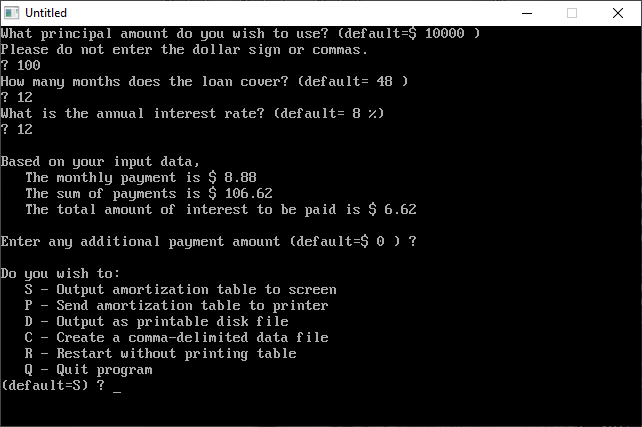 Untitled
What principal amount do you wish to use? (default=$ 10000 )
Please do not enter the dollar sign or commas.
? 100
How many months does the loan cover? (default= 48 )
? 12
What is the annual interest rate? (default= 8 %)
? 12
Based on your input data,
The monthly payment is $ 8.88
The sum of payments is $ 106.62
The total amount of interest to be paid is $ 6.62
Enter any additional payment amount (default=$ 0 ) ?
Do you wish to:
S - Output amortization table to screen
P - Send amortization table to printer
D - Output as printable disk file
C - Create a comma-delimited data file
R - Restart without printing table
Q - Quit program
(default=S) ? _